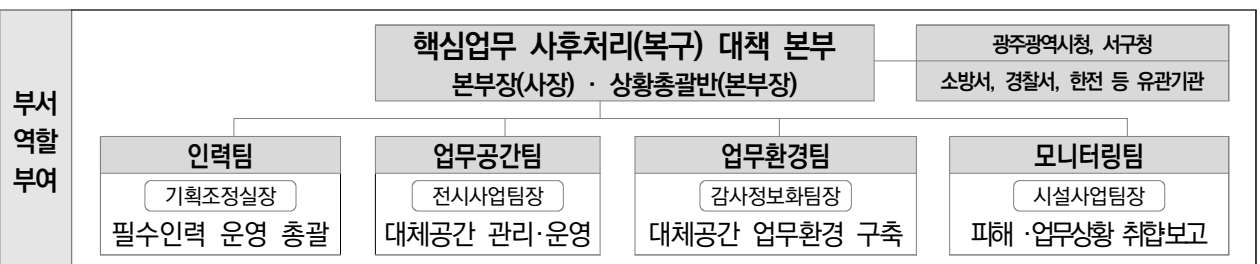 부서
역할
부여
핵심업무 사후처리(복구) 대책 본부
본부장(사장) · 상황총괄반(본부장)
광주광역시청, 서구청
소방서, 경찰서, 한전 등 유관기관
인력팀
기획조정실장
필수인력 운영 총괄
업무공간팀
전시사업팀장
대체공간 관리·운영
업무환경팀
감사정보화팀장
대체공간 업무환경 구축
모니터링팀
시설사업팀장
피해·업무상황 취합보고